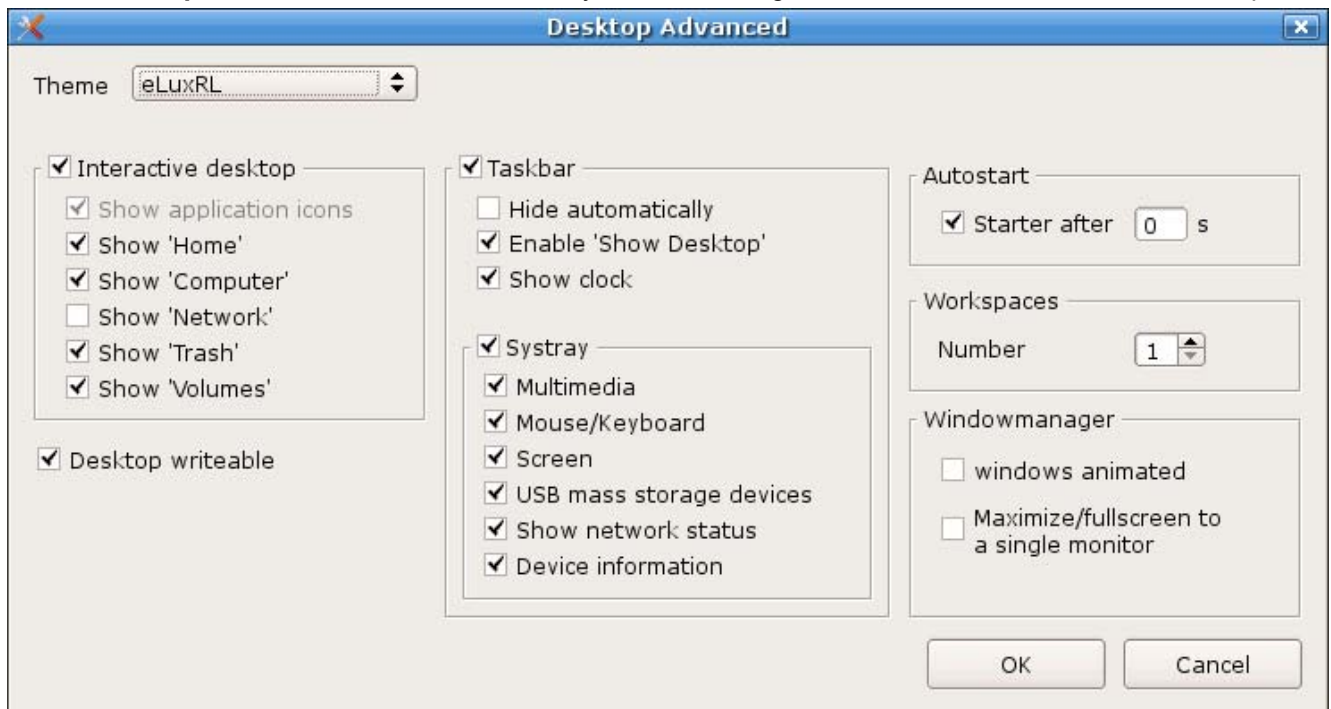 Desktop Advanced
Theme eLuxRL
Interactive desktop
Show application icons
Show 'Home'
Show 'Computer'
Show 'Network'
Show 'Trash'
Show 'Volumes'
Desktop writeable
Taskbar
Hide automatically
Enable 'Show Desktop'
Show clock
Systray
Multimedia
Mouse/Keyboard
Screen
USB mass storage devices
Show network status
Device information
Autostart
Starter after 0 s
Workspaces
Number 1
Windowmanager
windows animated
Maximize/fullscreen to
a single monitor
OK Cancel